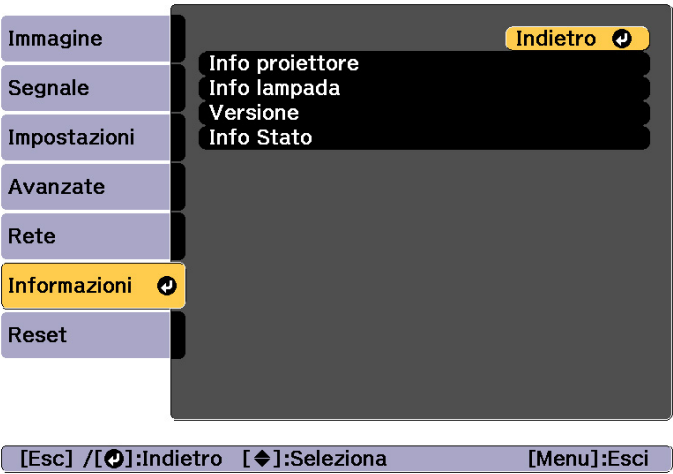 Immagine
Segnale
Impostazioni
Avanzate
Rete
Informazioni
Reset
Indietro
Info proiettore
Info lampada
Versione
Info Stato
[Esc] /[⏎]:Indietro [◆]:Seleziona [Menu]:Esci